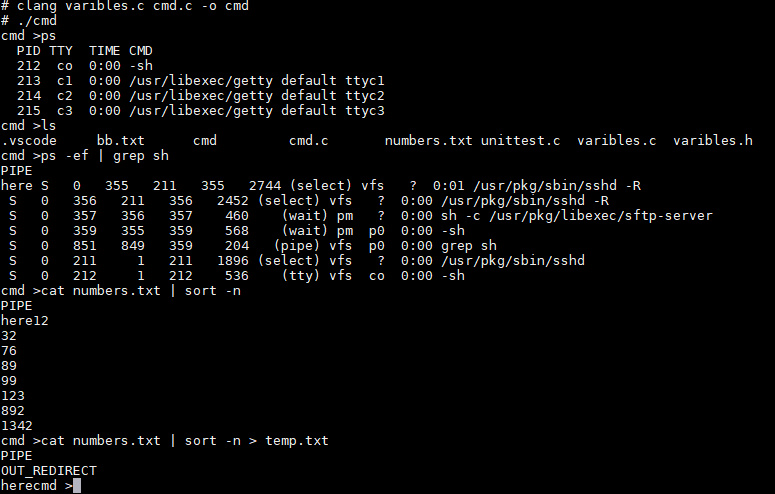 # clang varibles.c cmd.c -o cmd
# ./cmd
cmd >ps
  PID TTY  TIME CMD
  212  co  0:00 -sh
  213  c1  0:00 /usr/libexec/getty default ttyc1
  214  c2  0:00 /usr/libexec/getty default ttyc2
  215  c3  0:00 /usr/libexec/getty default ttyc3
cmd >ls
.vscode     bb.txt      cmd         cmd.c       numbers.txt unittest.c  varibles.c  varibles.h
cmd >ps -ef | grep sh
PIPE
here S   0   355   211   355   2744 (select) vfs   ?  0:01 /usr/pkg/sbin/sshd -R
 S   0   356   211   356   2452 (select) vfs   ?  0:00 /usr/pkg/sbin/sshd -R
 S   0   357   356   357    460    (wait) pm   ?  0:00 sh -c /usr/pkg/libexec/sftp-server
 S   0   359   355   359    568    (wait) pm  p0  0:00 -sh
 S   0   851   849   359    204    (pipe) vfs  p0  0:00 grep sh
 S   0   211     1   211   1896 (select) vfs   ?  0:00 /usr/pkg/sbin/sshd
 S   0   212     1   212    536    (tty) vfs  co  0:00 -sh
cmd >cat numbers.txt | sort -n
PIPE
here12
32
76
89
99
123
892
1342
cmd >cat numbers.txt | sort -n > temp.txt
PIPE
OUT_REDIRECT
herecmd >